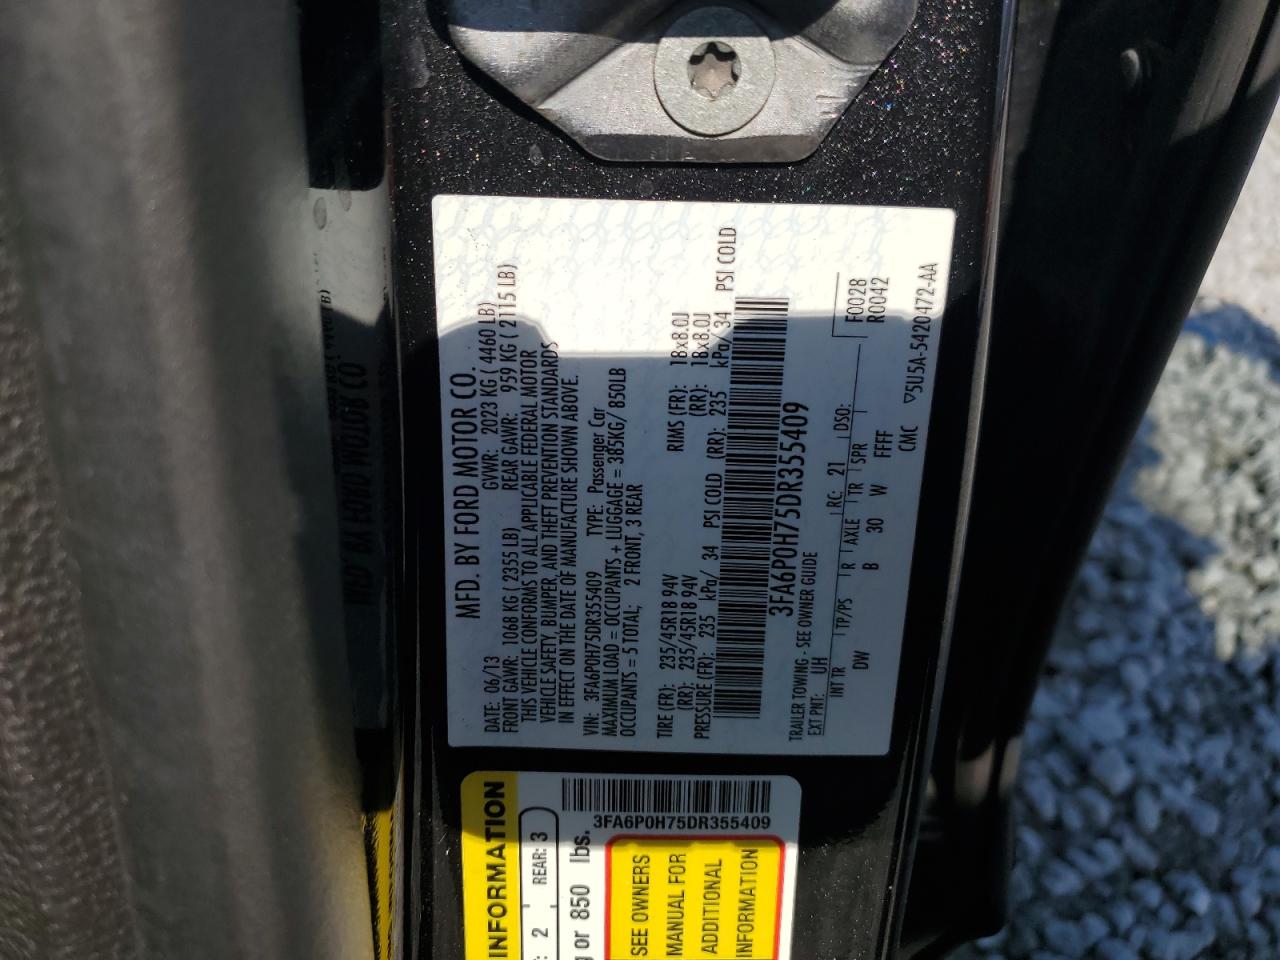 MFD. BY FORD MOTOR CO.
DATE: 06/13 GVWR: 2023 KG ( 4460 LB)
FRONT GAWR: 1068 KG ( 2355 LB) REAR GAWR: 959 KG ( 2115 LB)
THIS VEHICLE CONFORMS TO ALL APPLICABLE FEDERAL MOTOR
VEHICLE SAFETY, BUMPER, AND THEFT PREVENTION STANDARDS
IN EFFECT ON THE DATE OF MANUFACTURE SHOWN ABOVE.
VIN: 3FA6P0H75DR355409 TYPE: Passenger Car
MAXIMUM LOAD = OCCUPANTS + LUGGAGE = 385KG/ 850LB
OCCUPANTS = 5 TOTAL; 2 FRONT, 3 REAR
TIRE (FR): 235/45R18 94V RIMS (FR): 18x8.0J
(RR): 235/45R18 94V (RR): 18x8.0J
PRESSURE (FR): 235 kPa/ 34 PSI COLD (RR): 235 kPa/ 34 PSI COLD
3FA6P0H75DR355409
TRAILER TOWING - SEE OWNER GUIDE
EXT PNT: UH RC: 21 DSO: F0028
INT TR TP/PS R AXLE TR SPR R0042
DW B 30 W FFF
CMC ▽5U5A-5420472-AA
INFORMATION
2 REAR: 3
g or 850 lbs.
3FA6P0H75DR355409
SEE OWNERS
MANUAL FOR
ADDITIONAL
INFORMATION